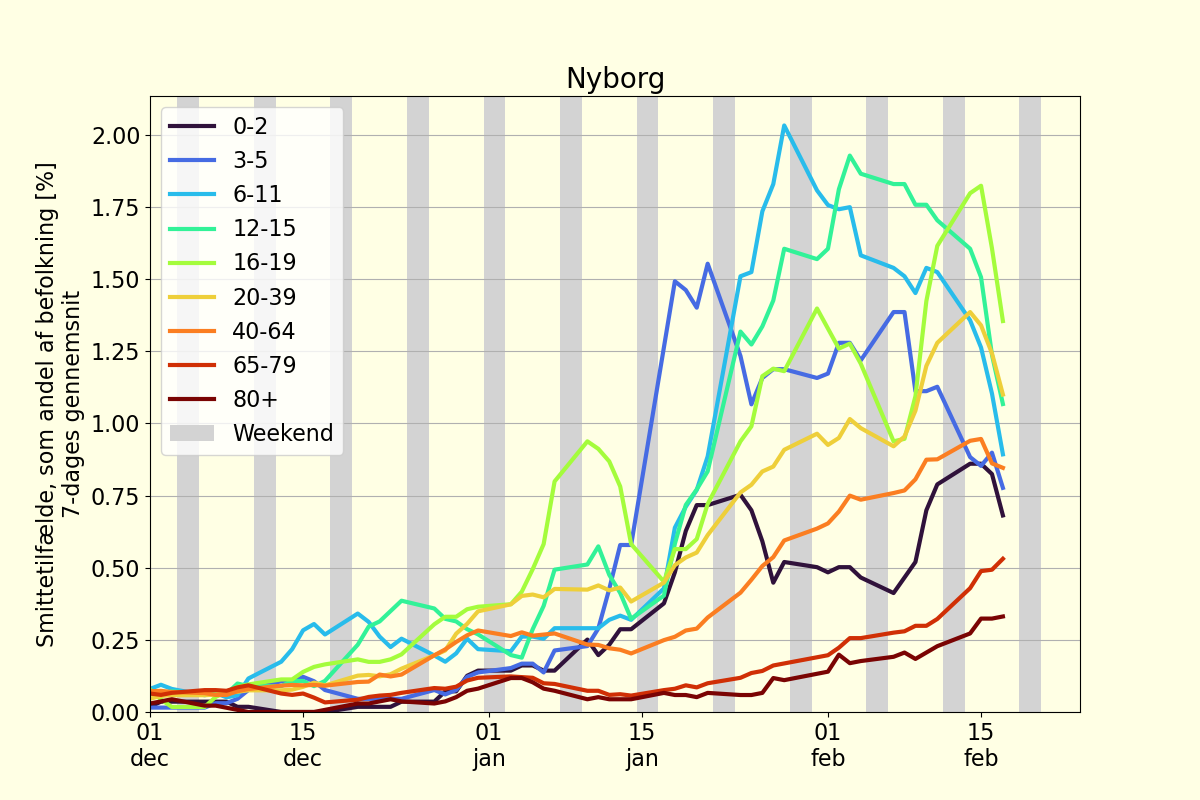 Nyborg
Smittetilfælde, som andel af befolkning [%]
7-dages gennemsnit
2.00
1.75
1.50
1.25
1.00
0.75
0.50
0.25
0.00
0-2
3-5
6-11
12-15
16-19
20-39
40-64
65-79
80+
Weekend
01
dec
15
dec
01
jan
15
jan
01
feb
15
feb